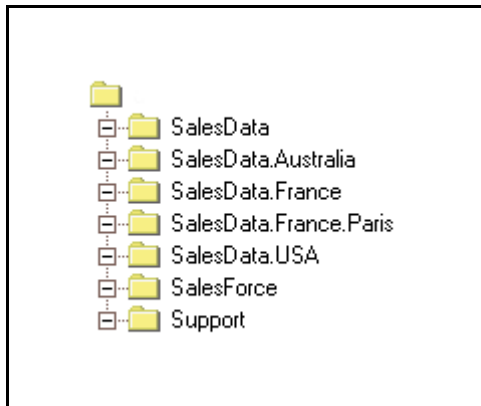 SalesData
SalesData.Australia
SalesData.France
SalesData.France.Paris
SalesData.USA
SalesForce
Support